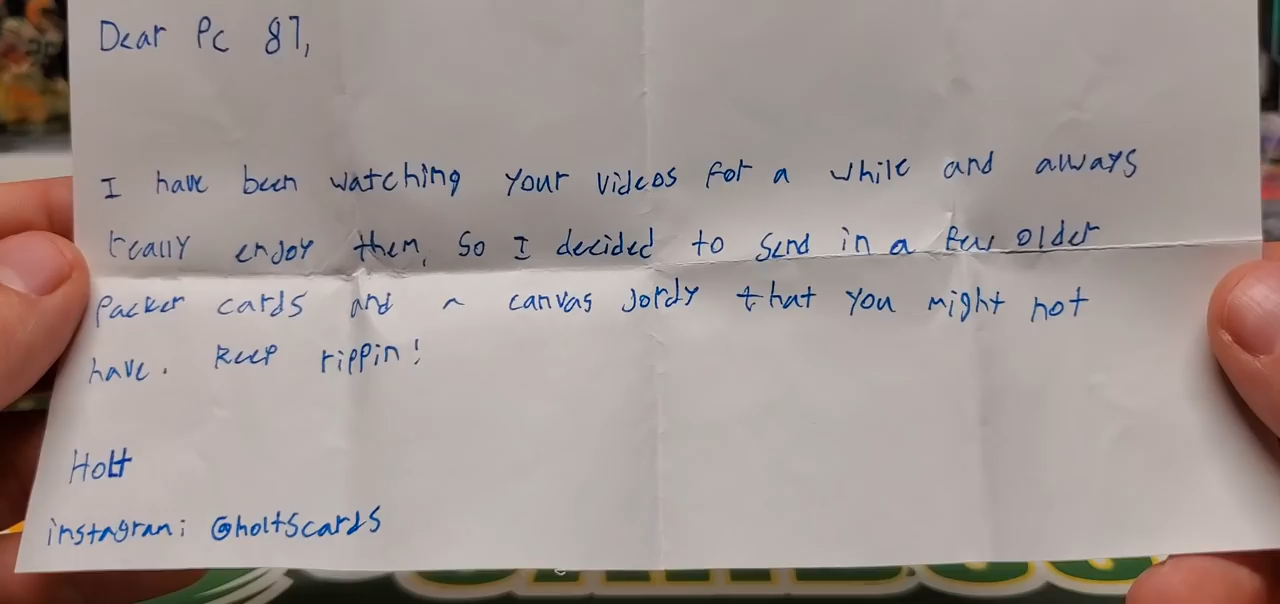 Dear Pc 87,
I have been watching your videos for a while and aways
really enjoy them, so I decided to send in a few older
Packer cards and a canvas Jordy that you might not
have. Keep rippin!
Holt
instagram: @holtscards